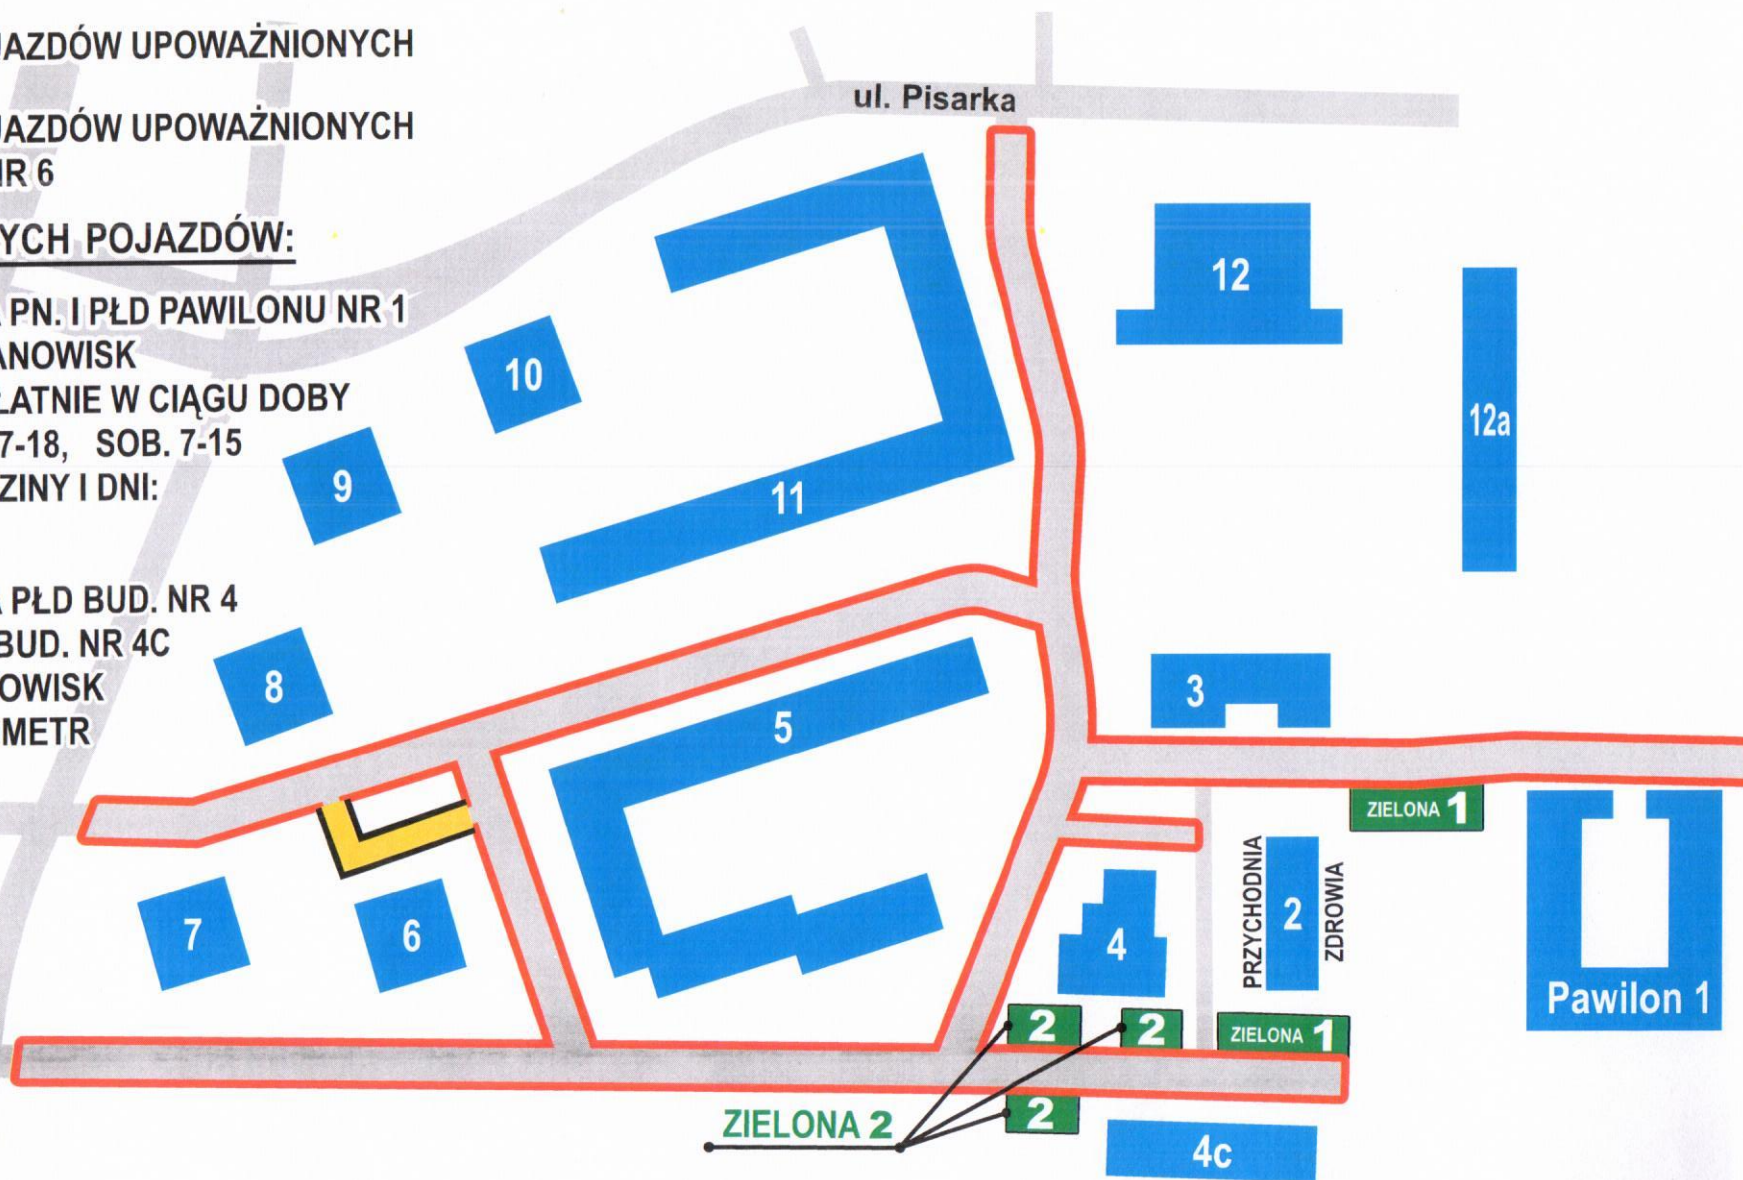 JAZDÓW UPOWAŻNIONYCH
JAZDÓW UPOWAŻNIONYCH
NR 6
YCH POJAZDÓW:
PN. I PŁD PAWILONU NR 1
ANOWISK
ŁATNIE W CIĄGU DOBY
7-18, SOB. 7-15
ZINY I DNI:
A PŁD BUD. NR 4
BUD. NR 4C
OWISK
METR
ul. Pisarka
12
10
12a
9
11
8
3
5
ZIELONA 1
PRZYCHODNIA
2
ZDROWIA
7
6
4
Pawilon 1
2
2
ZIELONA 1
2
ZIELONA 2
4c